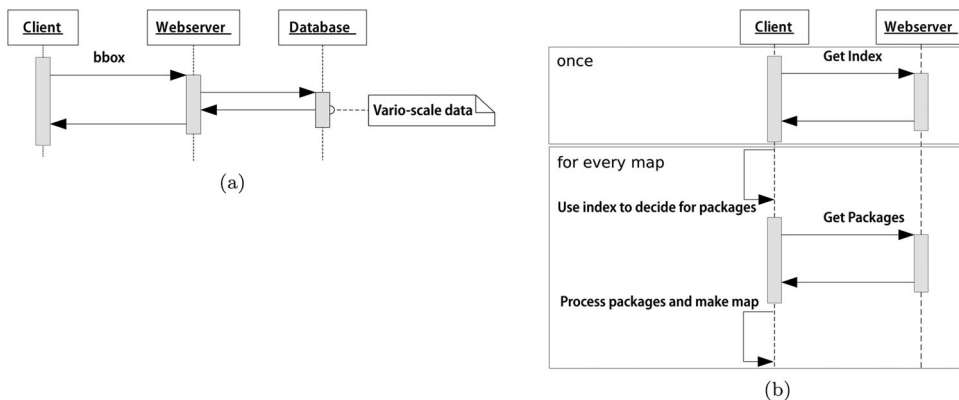 Client
Webserver
Database
bbox
Vario-scale data
(a)
Client
Webserver
once
Get Index
for every map
Use index to decide for packages
Get Packages
Process packages and make map
(b)